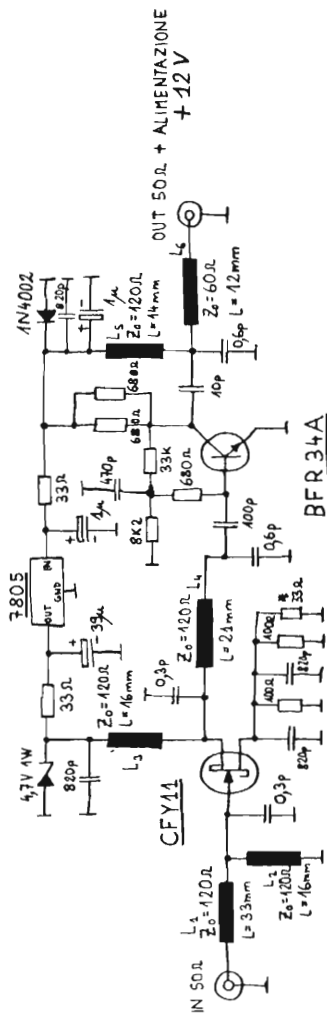 OUT 50Ω + ALIMENTAZIONE
+12V
1N4002
820p
+ -
1µ
L5
Z₀=120Ω
L=14mm
L6
Z₀=60Ω
L=12mm
0,6p
10p
680Ω
680Ω
33K
470p
8K2
680Ω
BFR34A
33Ω
+
1µ
7805
IN
OUT
GND
+ -
39µ
33Ω
4,7V 1W
820p
Z₀=120Ω
L=16mm
L3
0,3p
L4
Z₀=120Ω
L=21mm
100p
0,6p
CFY11
820p
100Ω
820p
100Ω
*
33Ω
0,3p
L1
Z₀=120Ω
L=33mm
L2
Z₀=120Ω
L=16mm
IN 50Ω